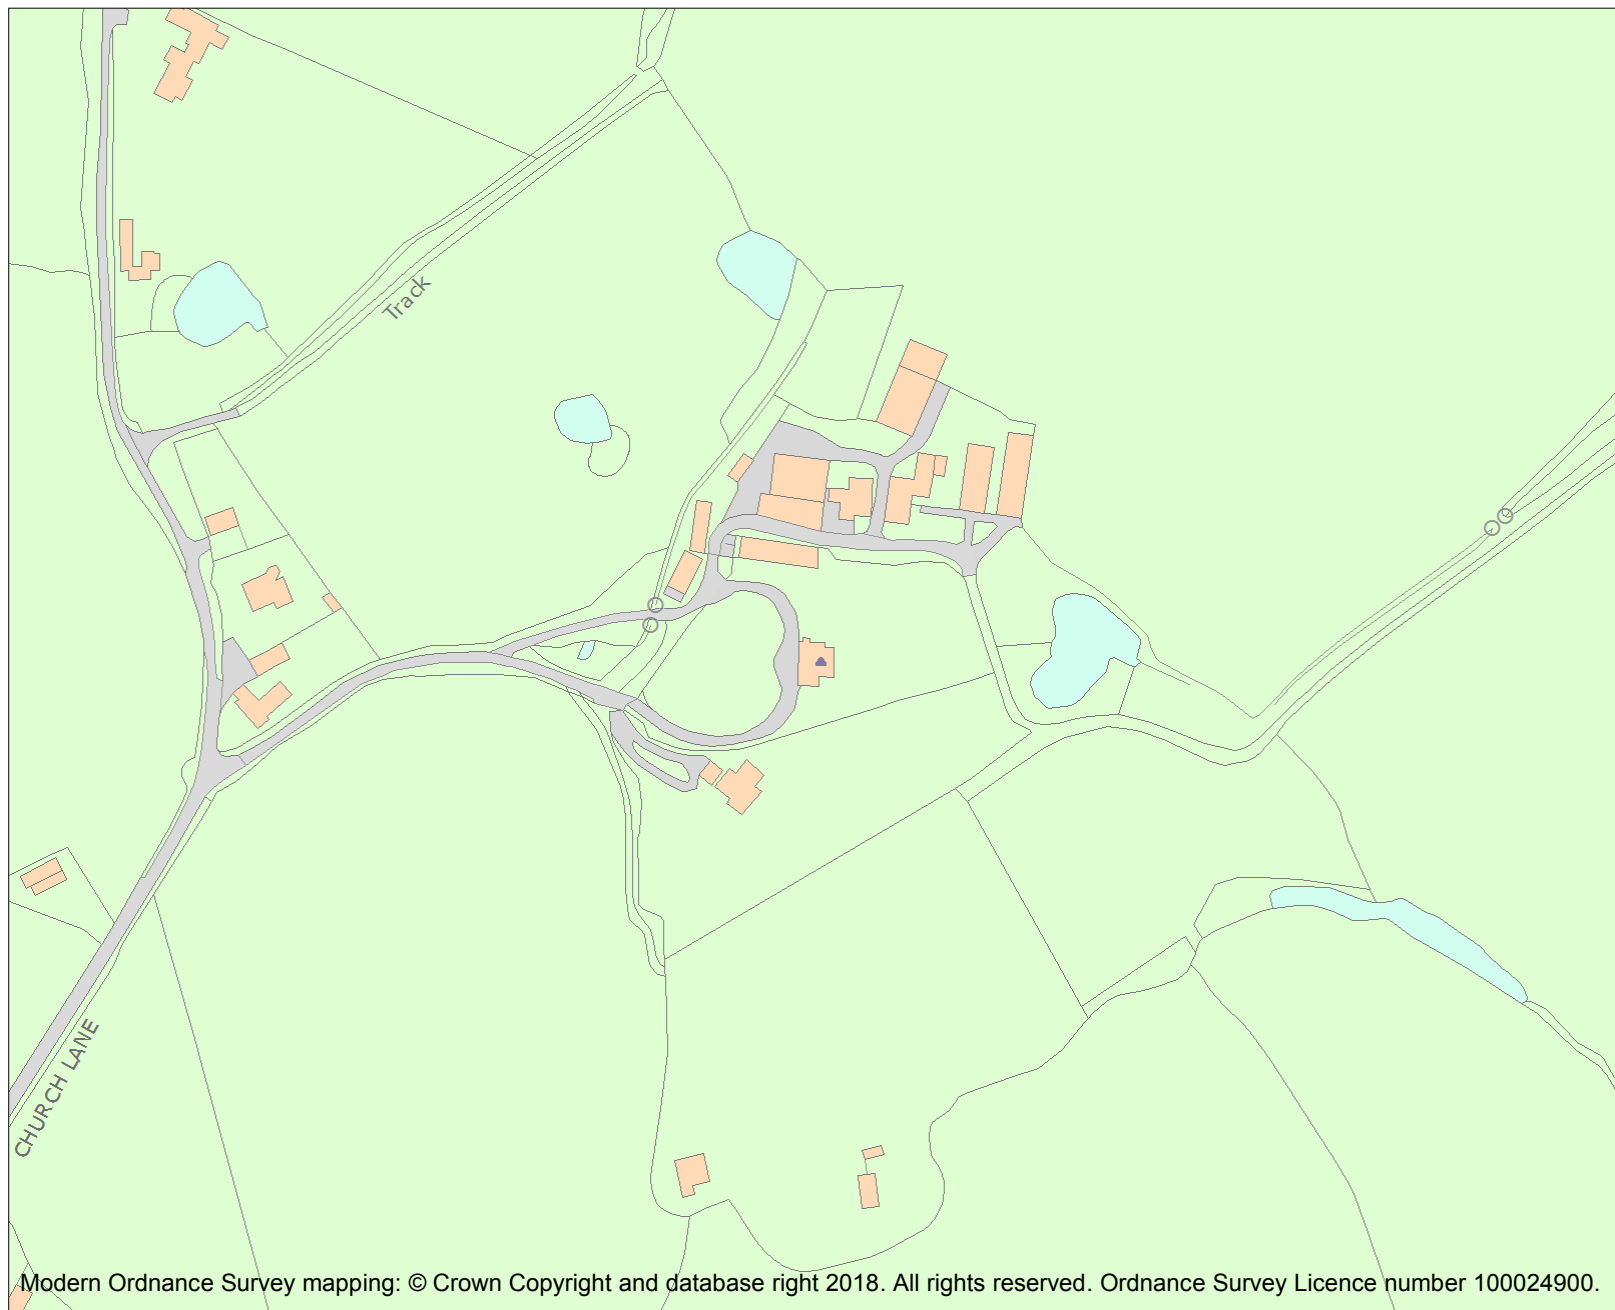 Track
CHURCH LANE
Modern Ordnance Survey mapping: © Crown Copyright and database right 2018. All rights reserved. Ordnance Survey Licence number 100024900.